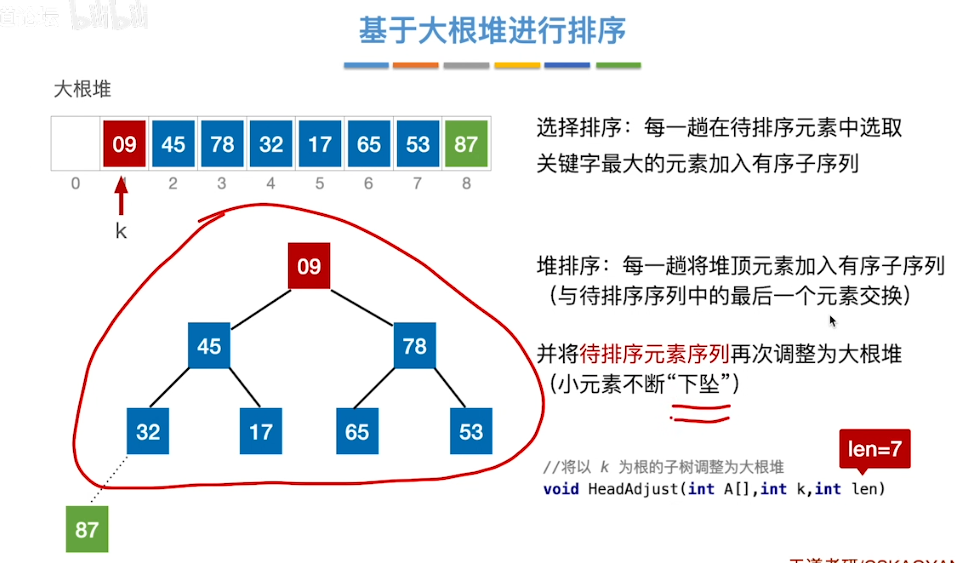 基于大根堆进行排序
大根堆
09 45 78 32 17 65 53 87
0 1 2 3 4 5 6 7 8
k
选择排序：每一趟在待排序元素中选取
关键字最大的元素加入有序子序列
09
45 78
32 17 65 53
87
堆排序：每一趟将堆顶元素加入有序子序列
（与待排序序列中的最后一个元素交换）
并将待排序元素序列再次调整为大根堆
（小元素不断“下坠”）
len=7
//将以 k 为根的子树调整为大根堆
void HeadAdjust(int A[],int k,int len)